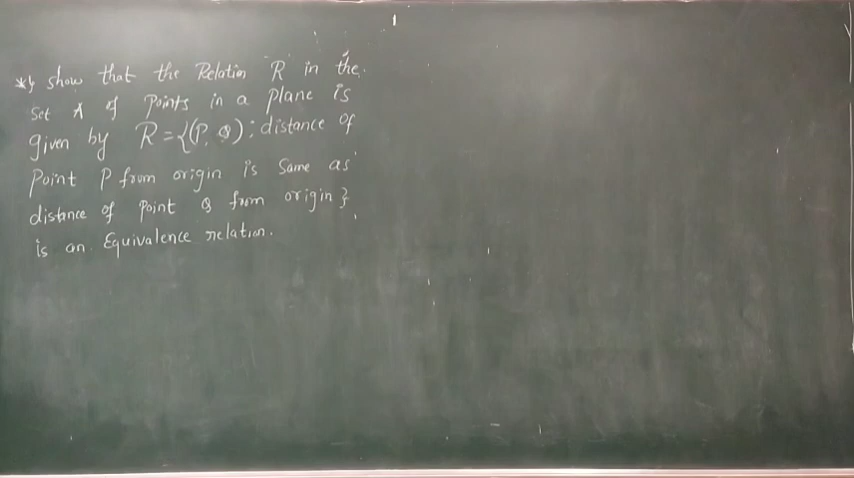 *) show that the Relation R in the
set A of points in a plane is
given by R = {(P, Q) : distance of
point P from origin is same as
distance of point Q from origin}
is an Equivalence relation.